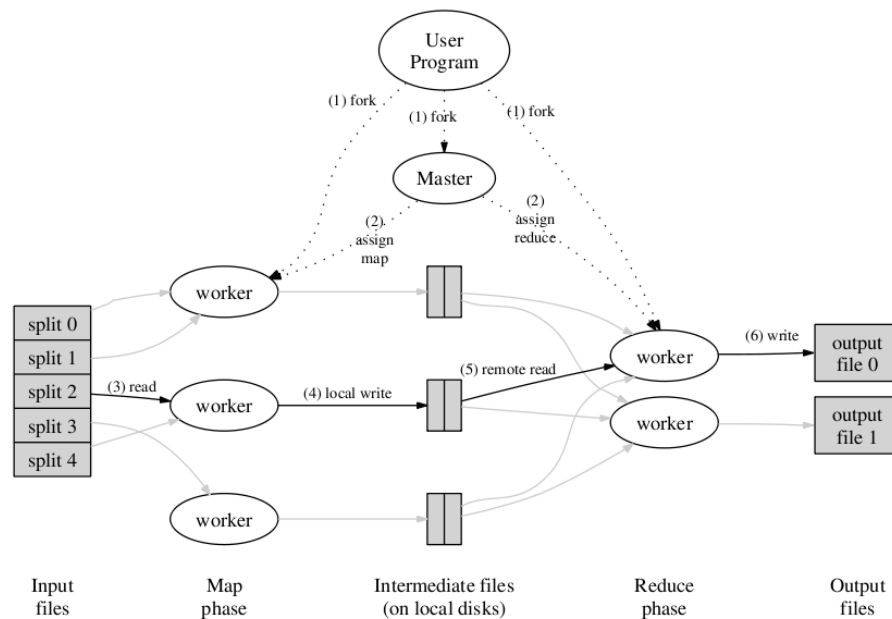 User
Program
(1) fork
(1) fork
(1) fork
Master
(2)
assign
map
(2)
assign
reduce
worker
split 0
split 1
split 2
split 3
split 4
(3) read
worker
(4) local write
(5) remote read
worker
(6) write
output
file 0
worker
output
file 1
worker
Input
files
Map
phase
Intermediate files
(on local disks)
Reduce
phase
Output
files